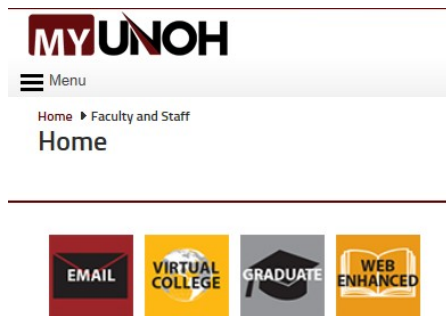 MYUNOH
Menu
Home ▶ Faculty and Staff
Home
EMAIL
VIRTUAL
COLLEGE
GRADUATE
WEB
ENHANCED